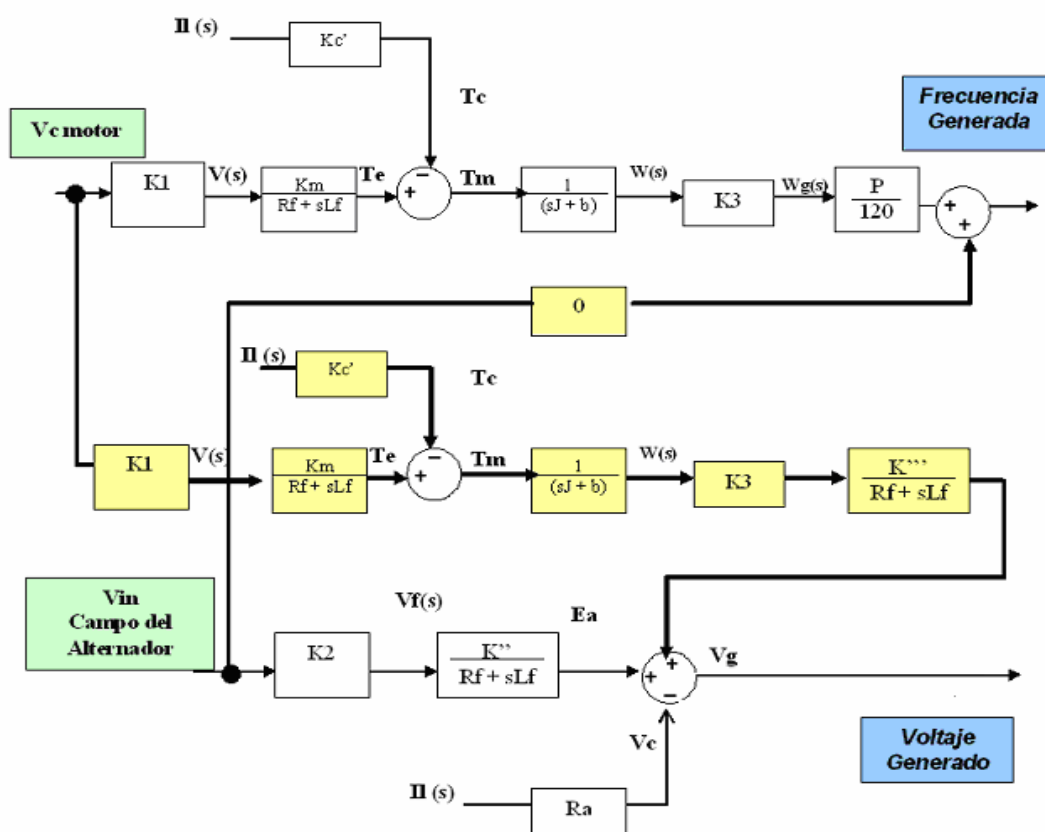 Il (s)
Kc'
Tc
Frecuencia
Generada
Vc motor
K1
V(s)
Km
Rf + sLf
Te
+
−
Tm
1
(sJ + b)
W(s)
K3
Wg(s)
P
120
+
+
0
Il (s)
Kc'
Tc
K1
V(s)
Km
Rf + sLf
Te
+
−
Tm
1
(sJ + b)
W(s)
K3
K'''
Rf + sLf
Vin
Campo del
Alternador
K2
Vf(s)
K''
Rf + sLf
Ea
+
+
−
Vg
Vc
Voltaje
Generado
Il (s)
Ra